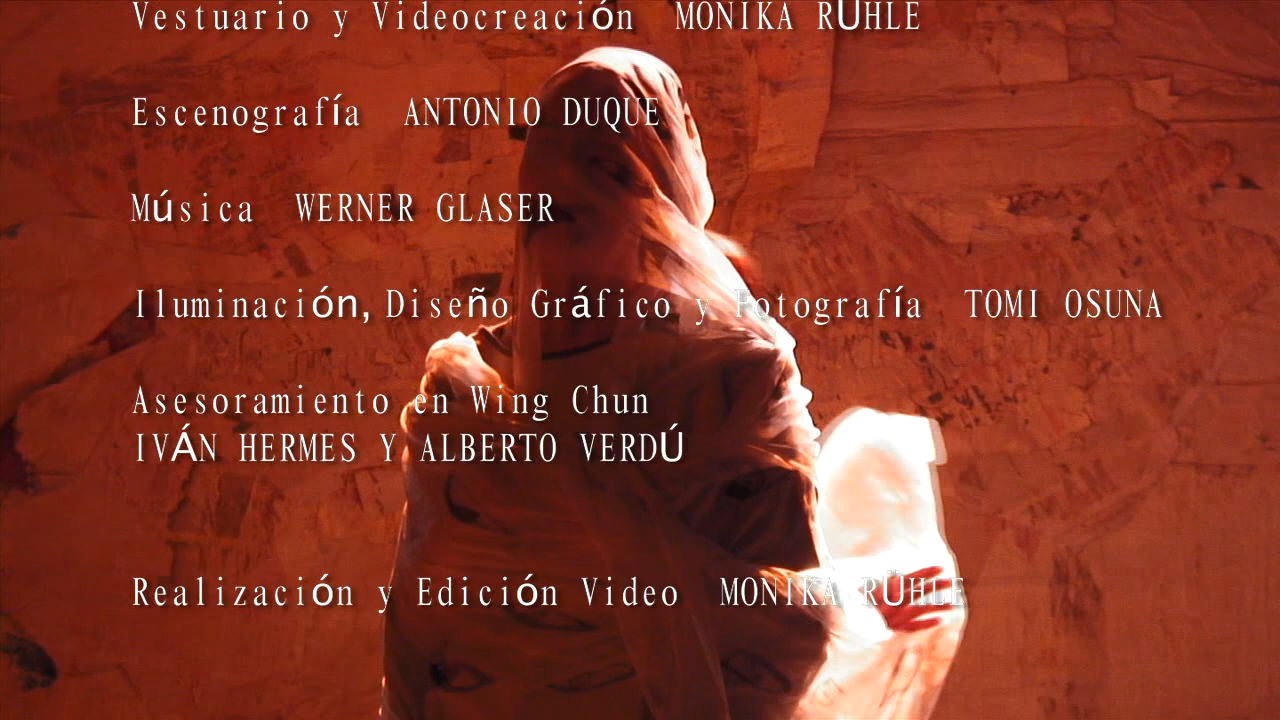 Vestuario y Videocreación MONIKA RÜHLE
Escenografía ANTONIO DUQUE
Música WERNER GLASER
Iluminación, Diseño Gráfico y Fotografía TOMI OSUNA
Asesoramiento en Wing Chun
IVÁN HERMES Y ALBERTO VERDÚ
Realización y Edición Video MONIKA RÜHLE